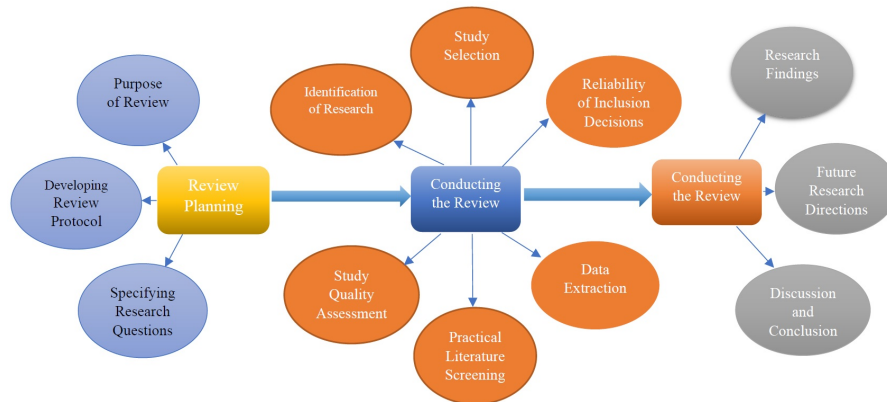 Purpose
of Review
Developing
Review
Protocol
Specifying
Research
Questions
Review
Planning
Identification
of Research
Study
Selection
Reliability
of Inclusion
Decisions
Conducting
the Review
Study
Quality
Assessment
Practical
Literature
Screening
Data
Extraction
Conducting
the Review
Research
Findings
Future
Research
Directions
Discussion
and
Conclusion